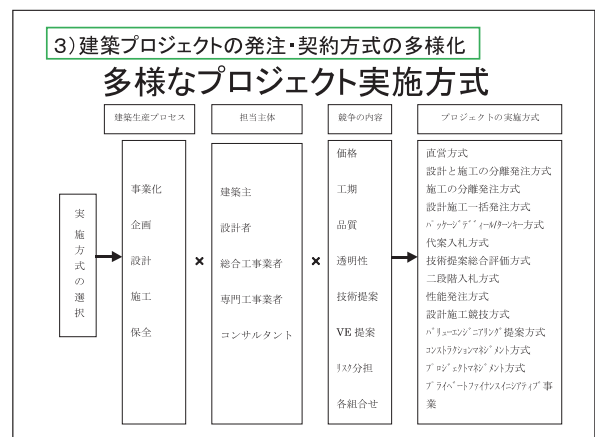 3)建築プロジェクトの発注・契約方式の多様化
多様なプロジェクト実施方式
建築生産プロセス
担当主体
競争の内容
プロジェクトの実施方式
実施方式の選択
事業化
企画
設計
施工
保全
×
建築主
設計者
総合工事業者
専門工事業者
コンサルタント
×
価格
工期
品質
透明性
技術提案
VE 提案
リスク分担
各組合せ
直営方式
設計と施工の分離発注方式
施工の分離発注方式
設計施工一括発注方式
パッケージディール/ターンキー方式
代案入札方式
技術提案総合評価方式
二段階入札方式
性能発注方式
設計施工競技方式
バリューエンジニアリング提案方式
コンストラクションマネジメント方式
プロジェクトマネジメント方式
プライベートファイナンスイニシアティブ事
業